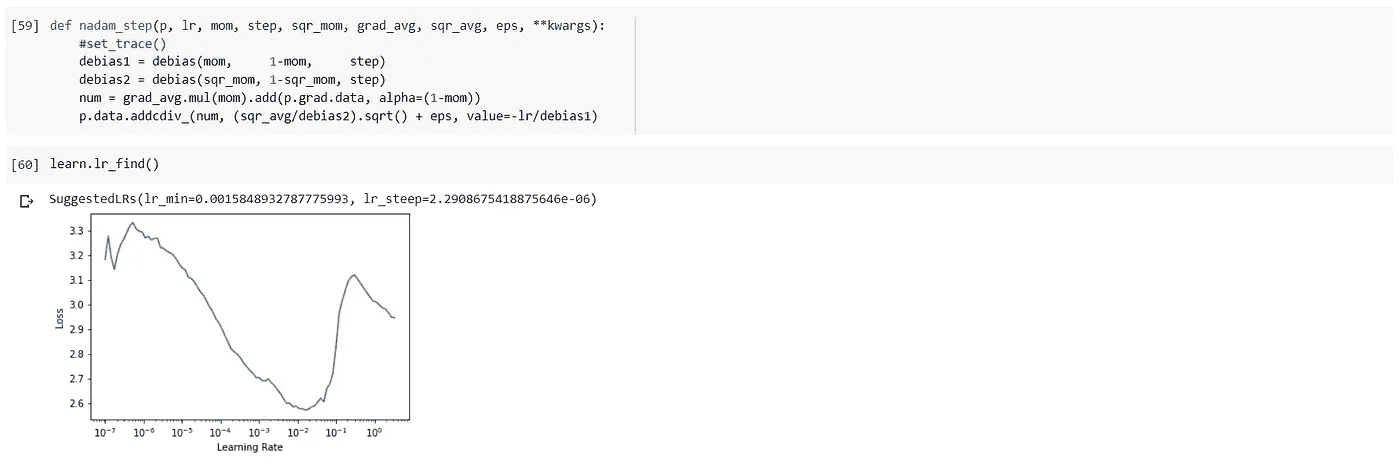 [59] def nadam_step(p, lr, mom, step, sqr_mom, grad_avg, sqr_avg, eps, **kwargs):
#set_trace()
debias1 = debias(mom, 1-mom, step)
debias2 = debias(sqr_mom, 1-sqr_mom, step)
num = grad_avg.mul(mom).add(p.grad.data, alpha=(1-mom))
p.data.addcdiv_(num, (sqr_avg/debias2).sqrt() + eps, value=-lr/debias1)
[60] learn.lr_find()
SuggestedLRs(lr_min=0.0015848932787775993, lr_steep=2.2908675418875646e-06)
3.3
3.2
3.1
3.0
2.9
2.8
2.7
2.6
Loss
10⁻⁷ 10⁻⁶ 10⁻⁵ 10⁻⁴ 10⁻³ 10⁻² 10⁻¹ 10⁰
Learning Rate